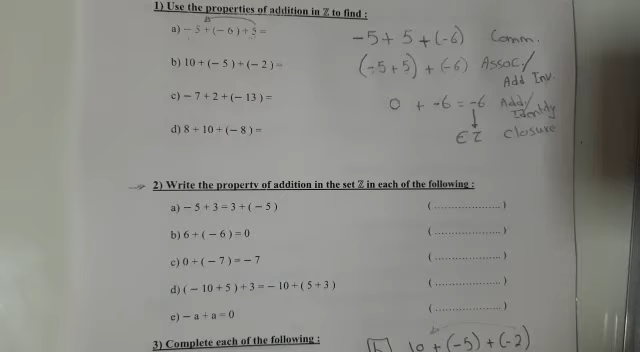 1) Use the properties of addition in ℤ to find :
a) − 5 + ( − 6 ) + 5 =
-5 + 5 + (-6) Comm.
b) 10 + ( − 5 ) + ( − 2 ) =
(-5+5) + (-6) Assoc/
Add Inv.
c) − 7 + 2 + ( − 13 ) =
0 + -6 = -6 Add/
Identity
d) 8 + 10 + ( − 8 ) =
↓
∈ Z closure
2) Write the property of addition in the set ℤ in each of the following :
a) − 5 + 3 = 3 + ( − 5 ) ( ..................... )
b) 6 + ( − 6 ) = 0 ( ..................... )
c) 0 + ( − 7 ) = − 7 ( ..................... )
d) ( − 10 + 5 ) + 3 = − 10 + ( 5 + 3 ) ( ..................... )
e) − a + a = 0 ( ..................... )
3) Complete each of the following :
b 10 + (-5) + (-2)